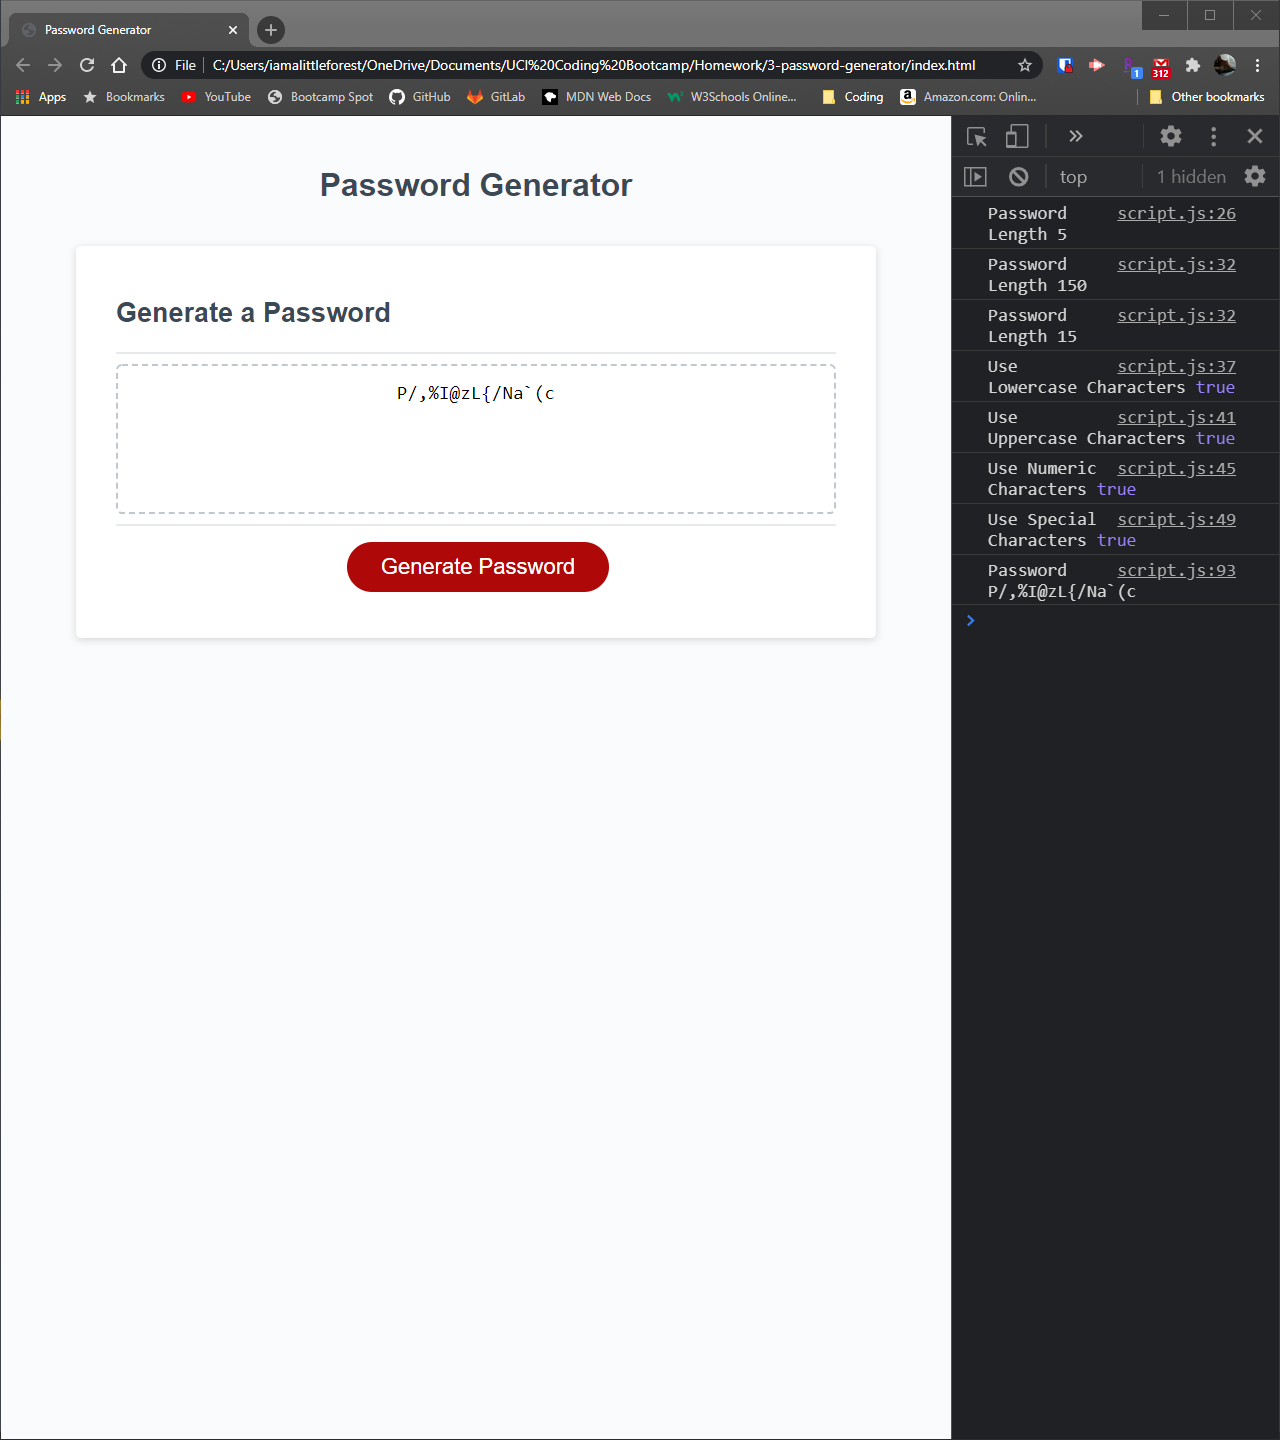 Password Generator
File
C:/Users/iamalittleforest/OneDrive/Documents/UCI%20Coding%20Bootcamp/Homework/3-password-generator/index.html
1
312
Apps Bookmarks YouTube Bootcamp Spot GitHub GitLab MDN Web Docs W3Schools Online... Coding Amazon.com: Onlin... Other bookmarks
Password Generator
Generate a Password
P/,%I@zL{/Na`(c
Generate Password
top 1 hidden
Password script.js:26
Length 5
Password script.js:32
Length 150
Password script.js:32
Length 15
Use script.js:37
Lowercase Characters true
Use script.js:41
Uppercase Characters true
Use Numeric script.js:45
Characters true
Use Special script.js:49
Characters true
Password script.js:93
P/,%I@zL{/Na`(c